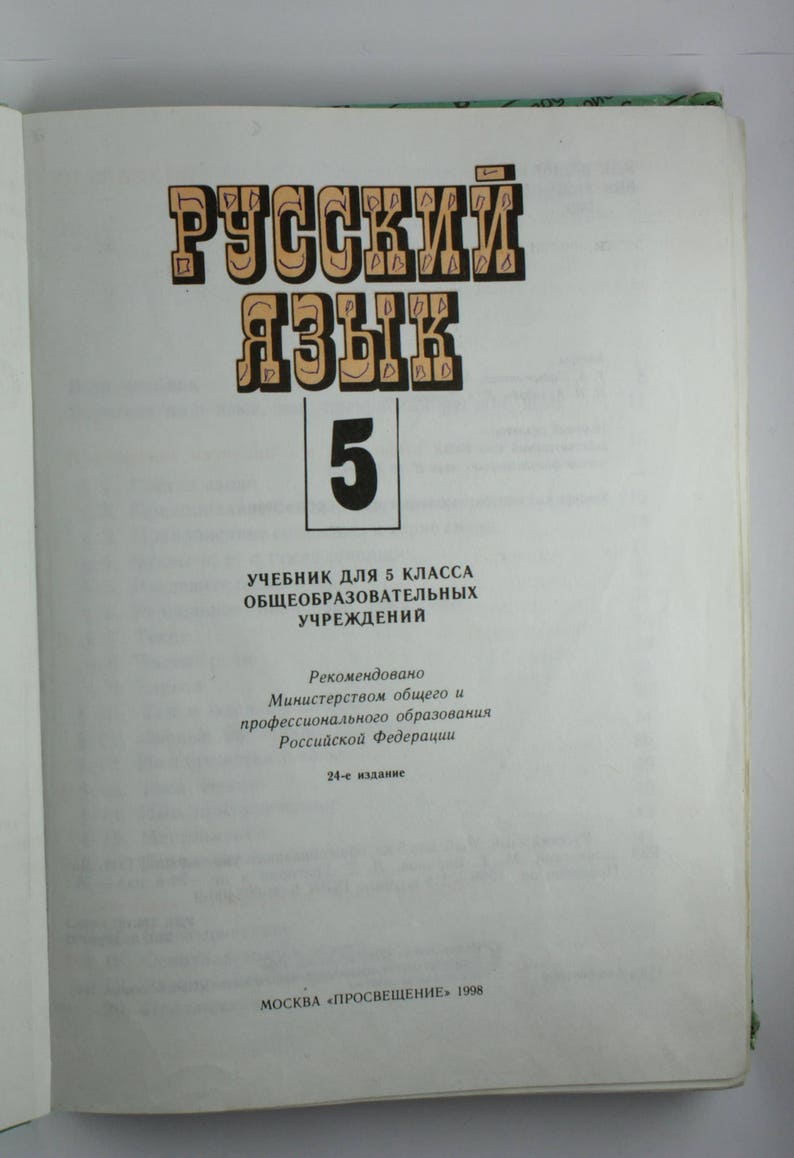 РУССКИЙ
ЯЗЫК
5
УЧЕБНИК ДЛЯ 5 КЛАССА
ОБЩЕОБРАЗОВАТЕЛЬНЫХ
УЧРЕЖДЕНИЙ
Рекомендовано
Министерством общего и
профессионального образования
Российской Федерации
24-е издание
МОСКВА «ПРОСВЕЩЕНИЕ» 1998